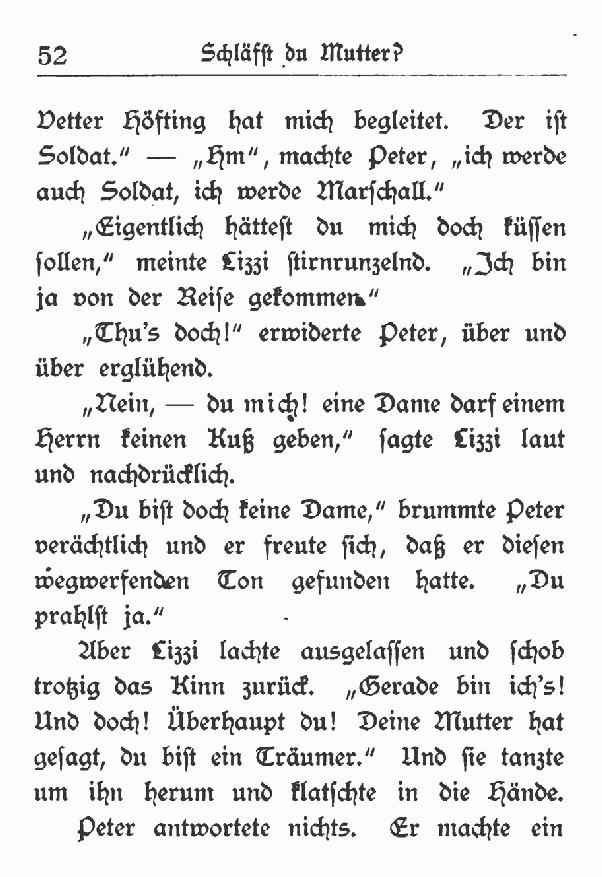 52 Schläfst du Mutter?
Vetter Höfting hat mich begleitet. Der ist
Soldat." — „Hm", machte Peter, „ich werde
auch Soldat, ich werde Marschall."
„Eigentlich hättest du mich doch küssen
sollen," meinte Lizzi stirnrunzelnd. „Ich bin
ja von der Reise gekommen."
„Thu's doch!" erwiderte Peter, über und
über erglühend.
„Nein, — du mich! eine Dame darf einem
Herrn keinen Kuß geben," sagte Lizzi laut
und nachdrücklich.
„Du bist doch keine Dame," brummte Peter
verächtlich und er freute sich, daß er diesen
wegwerfenden Ton gefunden hatte. „Du
prahlst ja."
Aber Lizzi lachte ausgelassen und schob
trotzig das Kinn zurück. „Gerade bin ich's!
Und doch! Überhaupt du! Deine Mutter hat
gesagt, du bist ein Träumer." Und sie tanzte
um ihn herum und klatschte in die Hände.
Peter antwortete nichts. Er machte ein